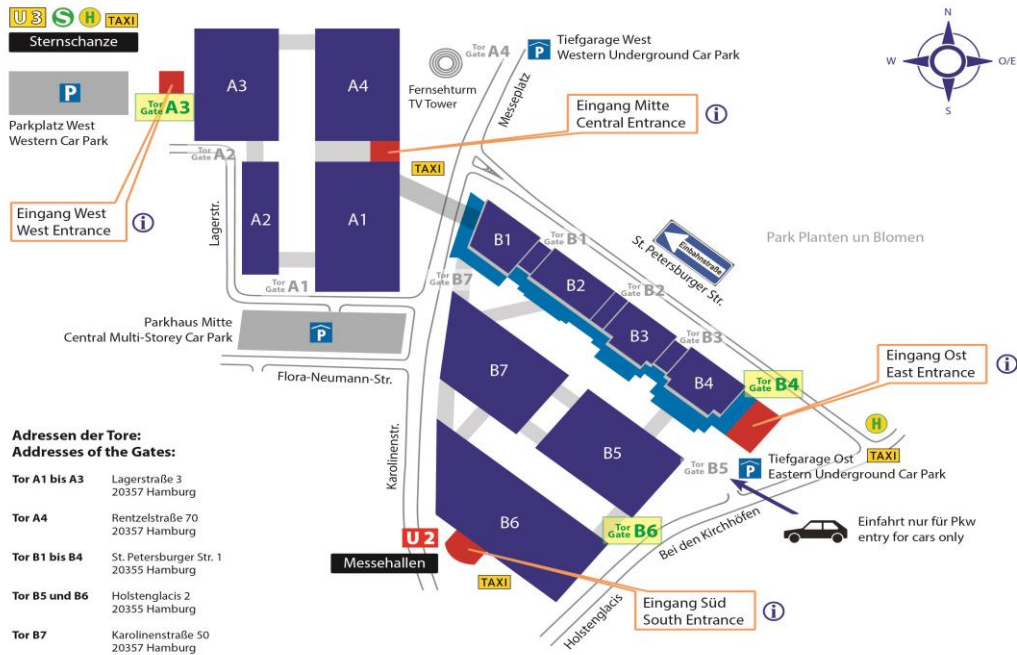 U3 S H TAXI
Sternschanze
P
Parkplatz West
Western Car Park
Tor
Gate A3
A3
A4
Tor
Gate A4
Fernsehturm
TV Tower
P
Tiefgarage West
Western Underground Car Park
Messeplatz
N
W
O/E
S
Eingang Mitte
Central Entrance
i
Tor
Gate A2
TAXI
Eingang West
West Entrance
i
Lagerstr.
A2
A1
Tor
Gate A1
B1
Tor
Gate B1
Einbahnstraße
St. Petersburger Str.
Park Planten un Blomen
Tor
Gate B7
B2
Tor
Gate B2
B3
Tor
Gate B3
B4
Tor
Gate B4
Eingang Ost
East Entrance
i
Parkhaus Mitte
Central Multi-Storey Car Park
P
Flora-Neumann-Str.
B7
H
TAXI
B5
Tor
Gate B5
P
Tiefgarage Ost
Eastern Underground Car Park
Karolinenstr.
B6
Tor
Gate B6
Bei den Kirchhöfen
Einfahrt nur für Pkw
entry for cars only
U2
Messehallen
TAXI
Eingang Süd
South Entrance
i
Holstenglacis
Adressen der Tore:
Addresses of the Gates:
Tor A1 bis A3 Lagerstraße 3
20357 Hamburg
Tor A4 Rentzelstraße 70
20357 Hamburg
Tor B1 bis B4 St. Petersburger Str. 1
20355 Hamburg
Tor B5 und B6 Holstenglacis 2
20355 Hamburg
Tor B7 Karolinenstraße 50
20357 Hamburg